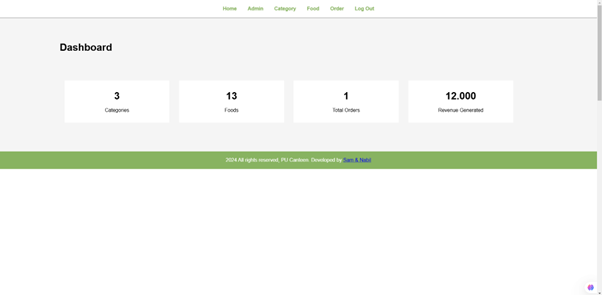 Home Admin Category Food Order Log Out
Dashboard
3
Categories
13
Foods
1
Total Orders
12.000
Revenue Generated
2024 All rights reserved, PU Canteen. Developed by Sam & Nabil